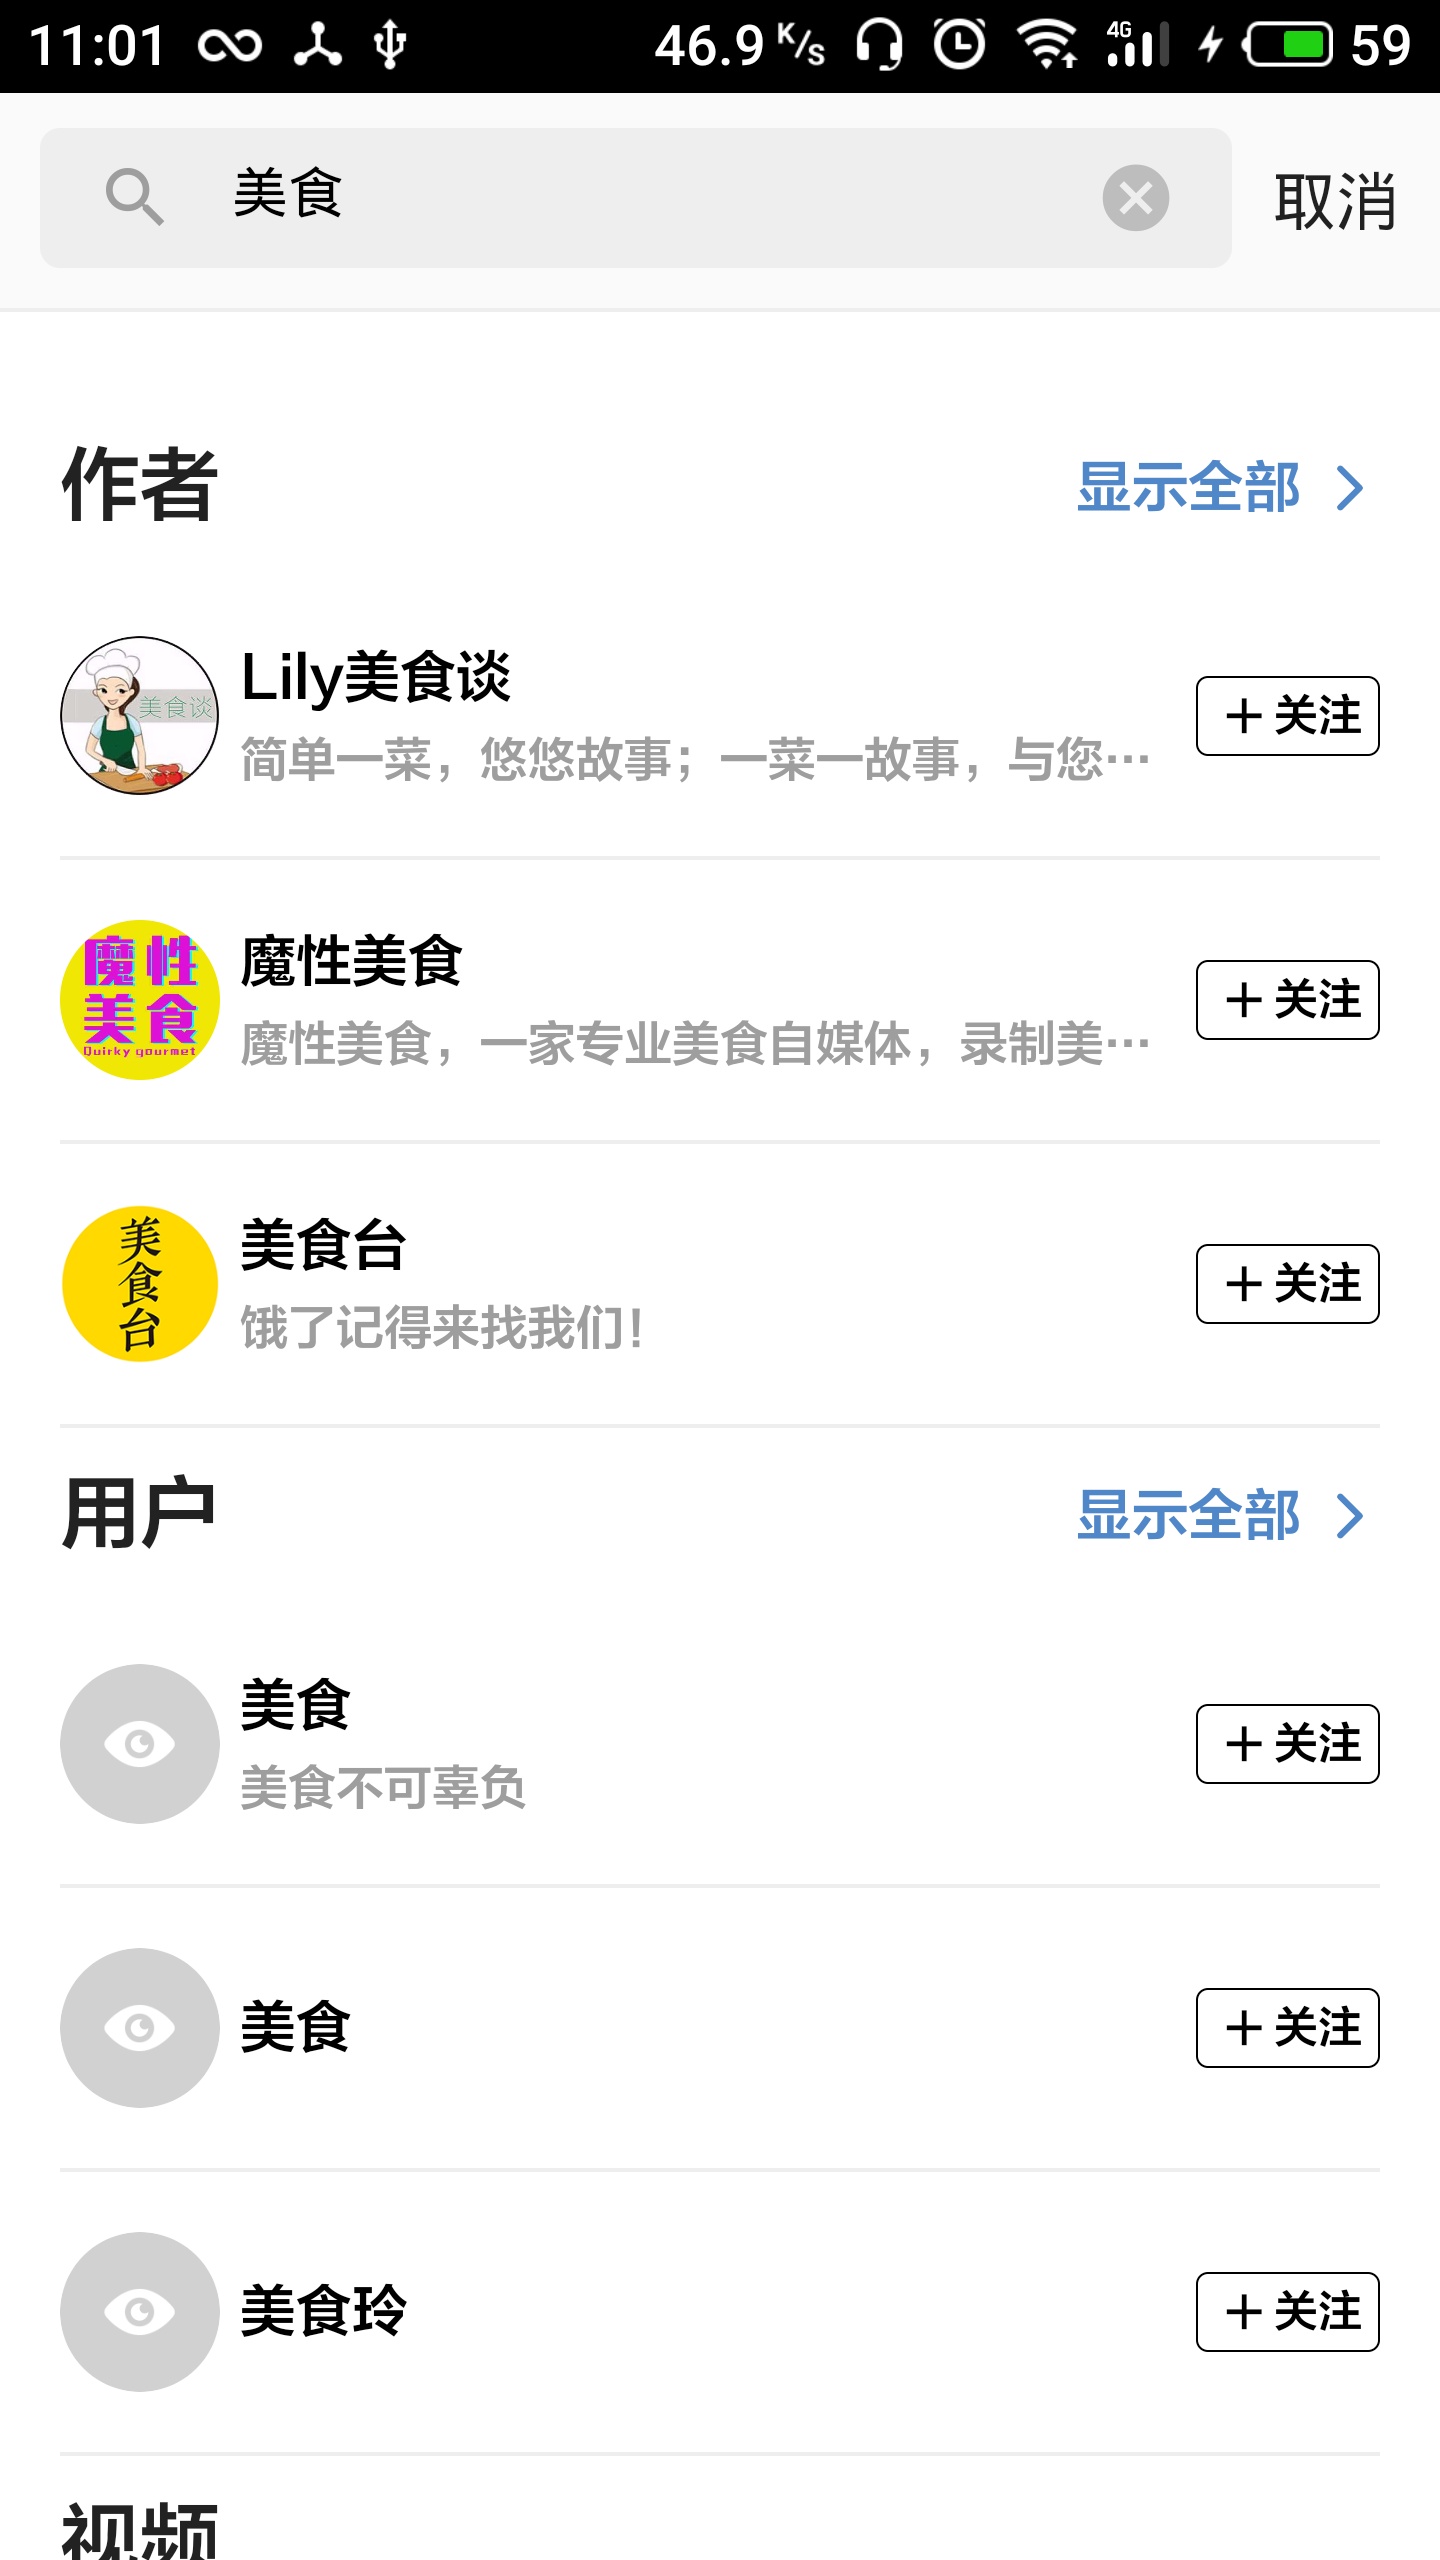 11:01 46.9 K/s 4G 59
美食 取消
作者 显示全部
Lily美食谈
美食谈
简单一菜，悠悠故事；一菜一故事，与您…
＋关注
魔性
美食
Quirky gourmet
魔性美食
魔性美食，一家专业美食自媒体，录制美…
＋关注
美食台
美食台
饿了记得来找我们！
＋关注
用户 显示全部
美食
美食不可辜负
＋关注
美食
＋关注
美食玲
＋关注
视频